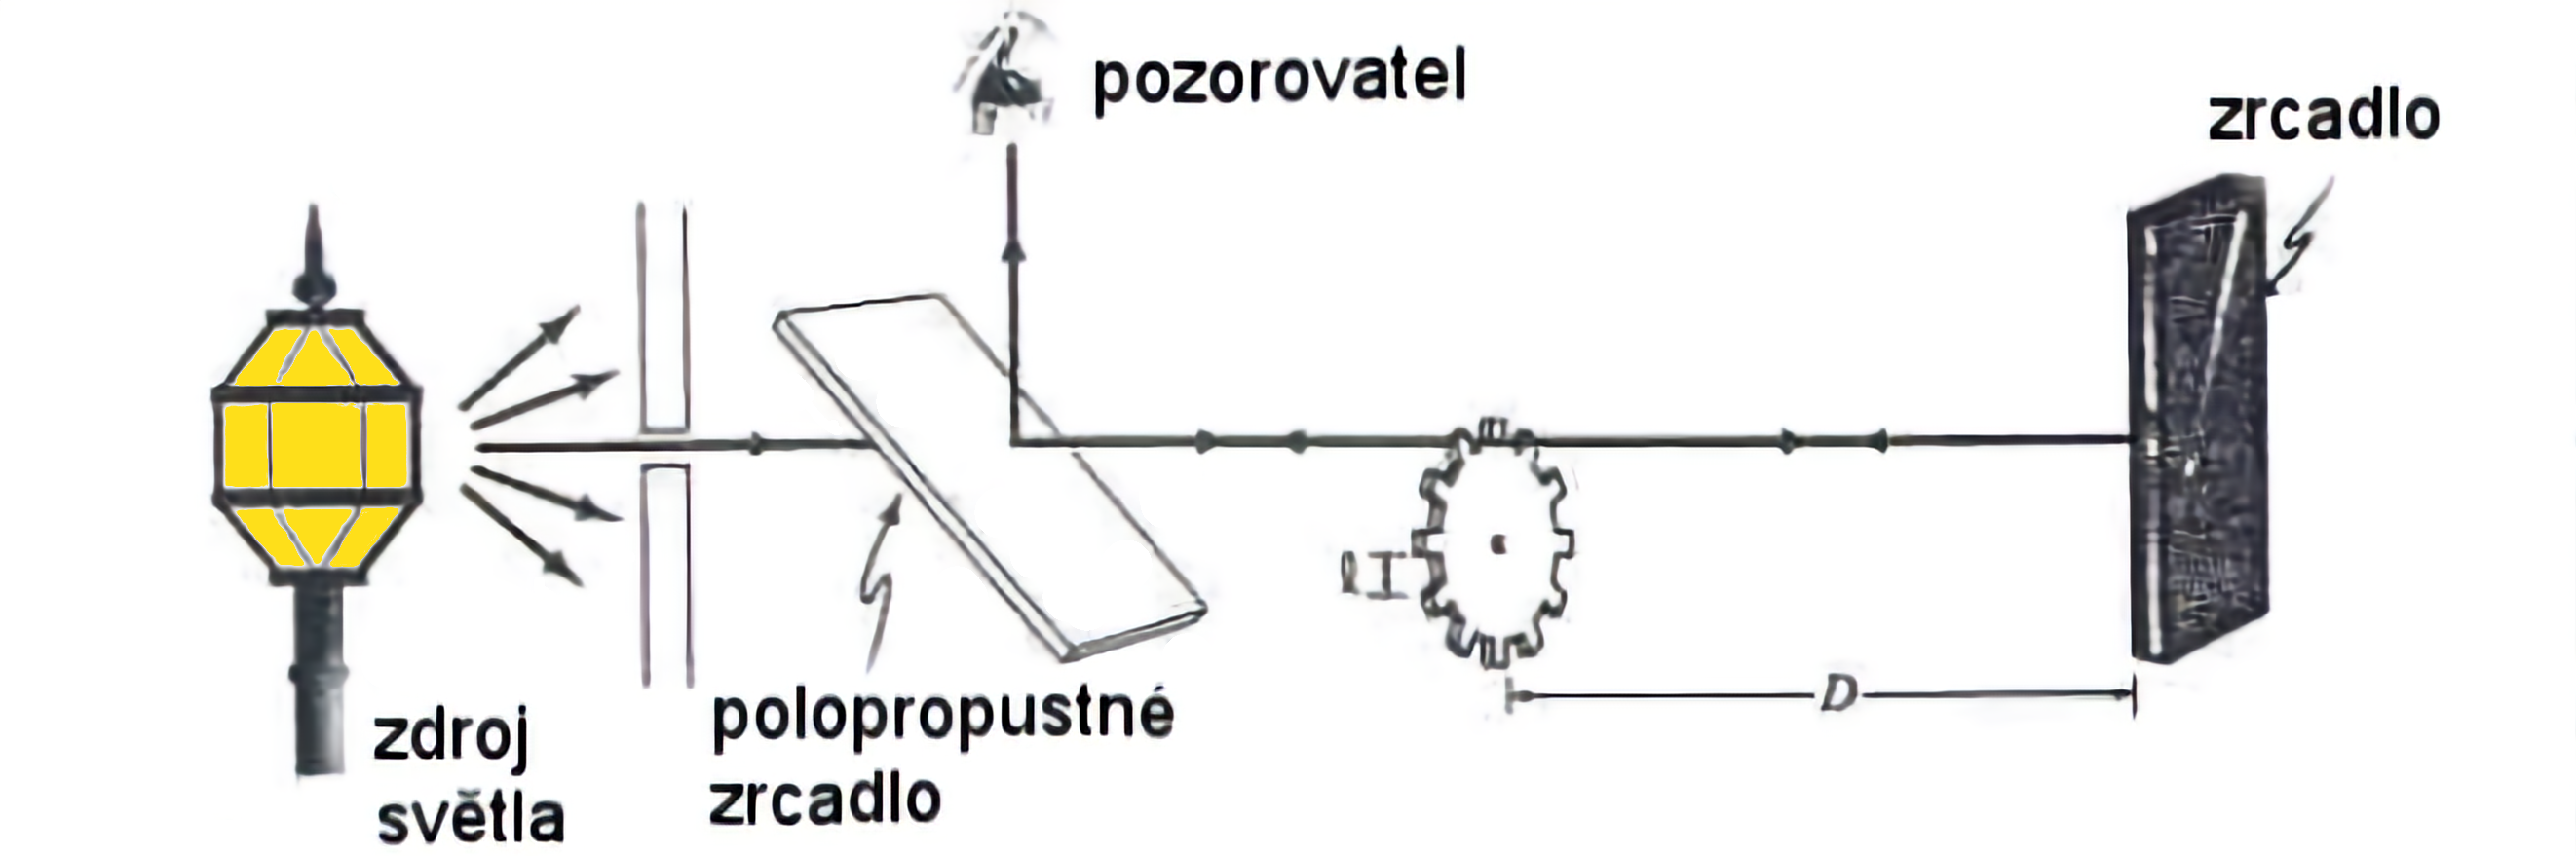 pozorovatel
zrcadlo
zdroj
světla
polopropustné
zrcadlo
D